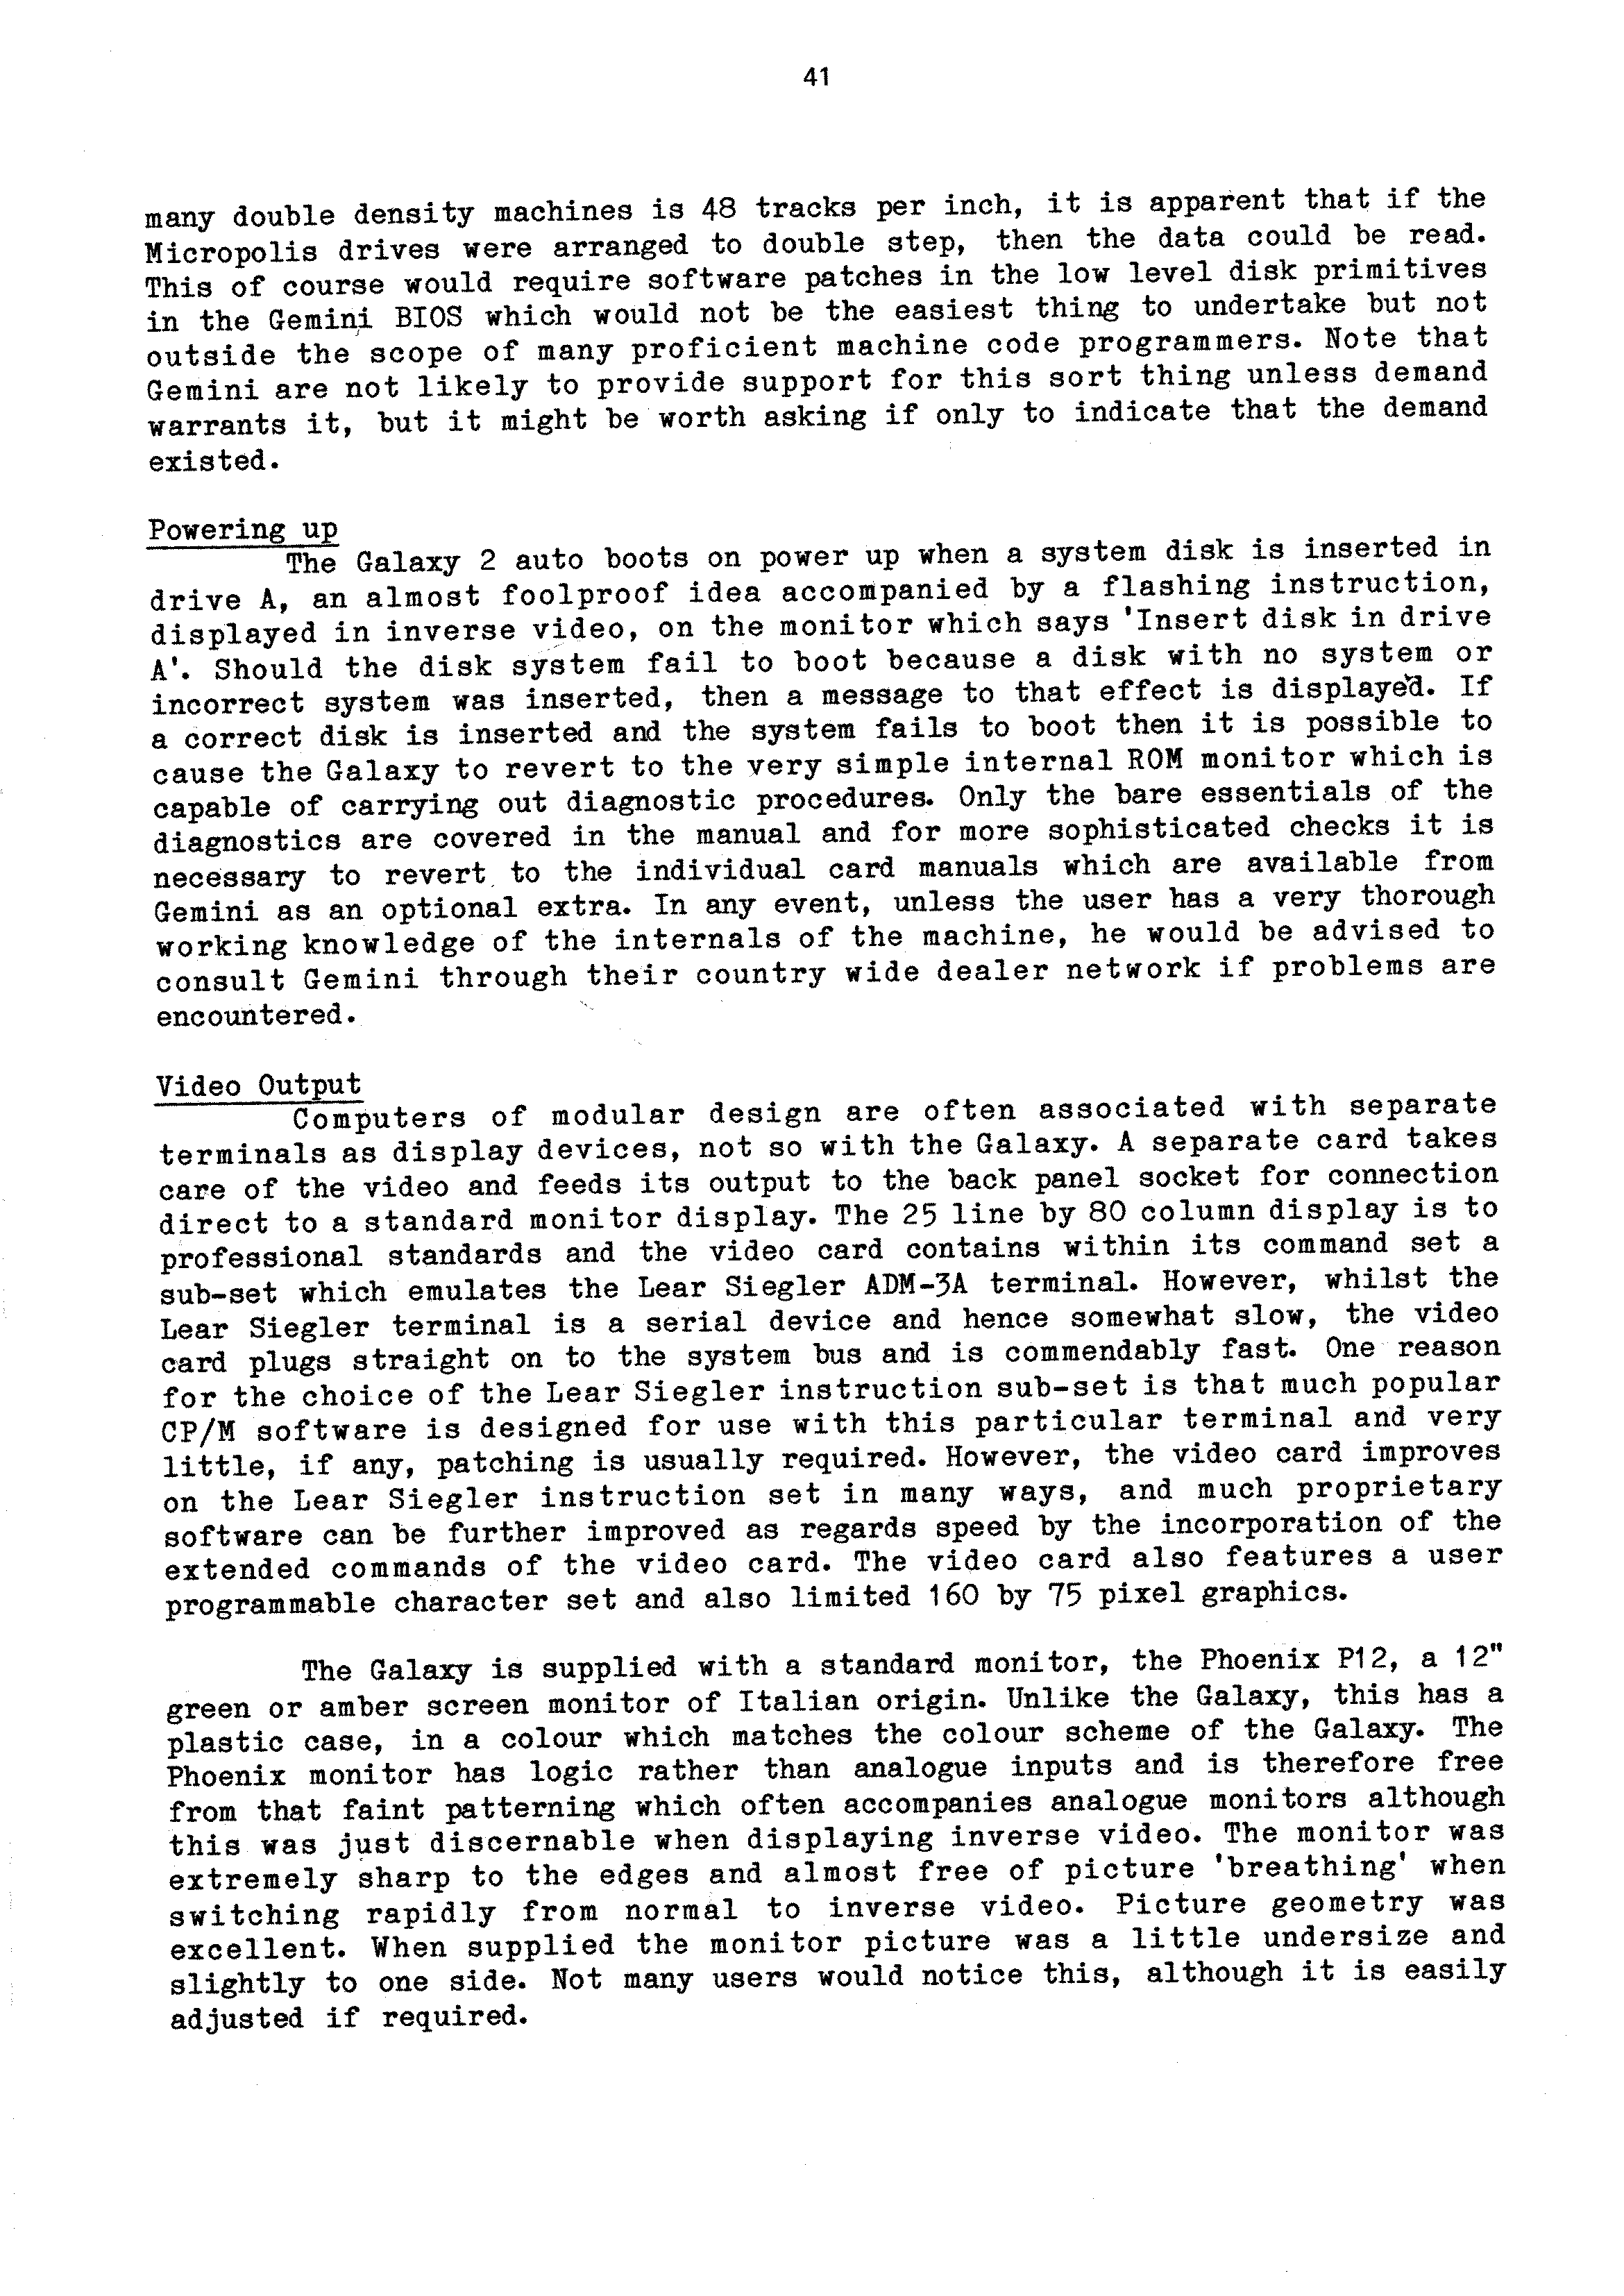 41
many double density machines is 48 tracks per inch, it is apparent that if the
Micropolis drives were arranged to double step, then the data could be read.
This of course would require software patches in the low level disk primitives
in the Gemini BIOS which would not be the easiest thing to undertake but not
outside the scope of many proficient machine code programmers. Note that
Gemini are not likely to provide support for this sort thing unless demand
warrants it, but it might be worth asking if only to indicate that the demand
existed.
Powering up
The Galaxy 2 auto boots on power up when a system disk is inserted in
drive A, an almost foolproof idea accompanied by a flashing instruction,
displayed in inverse video, on the monitor which says 'Insert disk in drive
A'. Should the disk system fail to boot because a disk with no system or
incorrect system was inserted, then a message to that effect is displayed. If
a correct disk is inserted and the system fails to boot then it is possible to
cause the Galaxy to revert to the very simple internal ROM monitor which is
capable of carrying out diagnostic procedures. Only the bare essentials of the
diagnostics are covered in the manual and for more sophisticated checks it is
necessary to revert to the individual card manuals which are available from
Gemini as an optional extra. In any event, unless the user has a very thorough
working knowledge of the internals of the machine, he would be advised to
consult Gemini through their country wide dealer network if problems are
encountered.
Video Output
Computers of modular design are often associated with separate
terminals as display devices, not so with the Galaxy. A separate card takes
care of the video and feeds its output to the back panel socket for connection
direct to a standard monitor display. The 25 line by 80 column display is to
professional standards and the video card contains within its command set a
sub-set which emulates the Lear Siegler ADM-3A terminal. However, whilst the
Lear Siegler terminal is a serial device and hence somewhat slow, the video
card plugs straight on to the system bus and is commendably fast. One reason
for the choice of the Lear Siegler instruction sub-set is that much popular
CP/M software is designed for use with this particular terminal and very
little, if any, patching is usually required. However, the video card improves
on the Lear Siegler instruction set in many ways, and much proprietary
software can be further improved as regards speed by the incorporation of the
extended commands of the video card. The video card also features a user
programmable character set and also limited 160 by 75 pixel graphics.
The Galaxy is supplied with a standard monitor, the Phoenix P12, a 12"
green or amber screen monitor of Italian origin. Unlike the Galaxy, this has a
plastic case, in a colour which matches the colour scheme of the Galaxy. The
Phoenix monitor has logic rather than analogue inputs and is therefore free
from that faint patterning which often accompanies analogue monitors although
this was just discernable when displaying inverse video. The monitor was
extremely sharp to the edges and almost free of picture 'breathing' when
switching rapidly from normal to inverse video. Picture geometry was
excellent. When supplied the monitor picture was a little undersize and
slightly to one side. Not many users would notice this, although it is easily
adjusted if required.